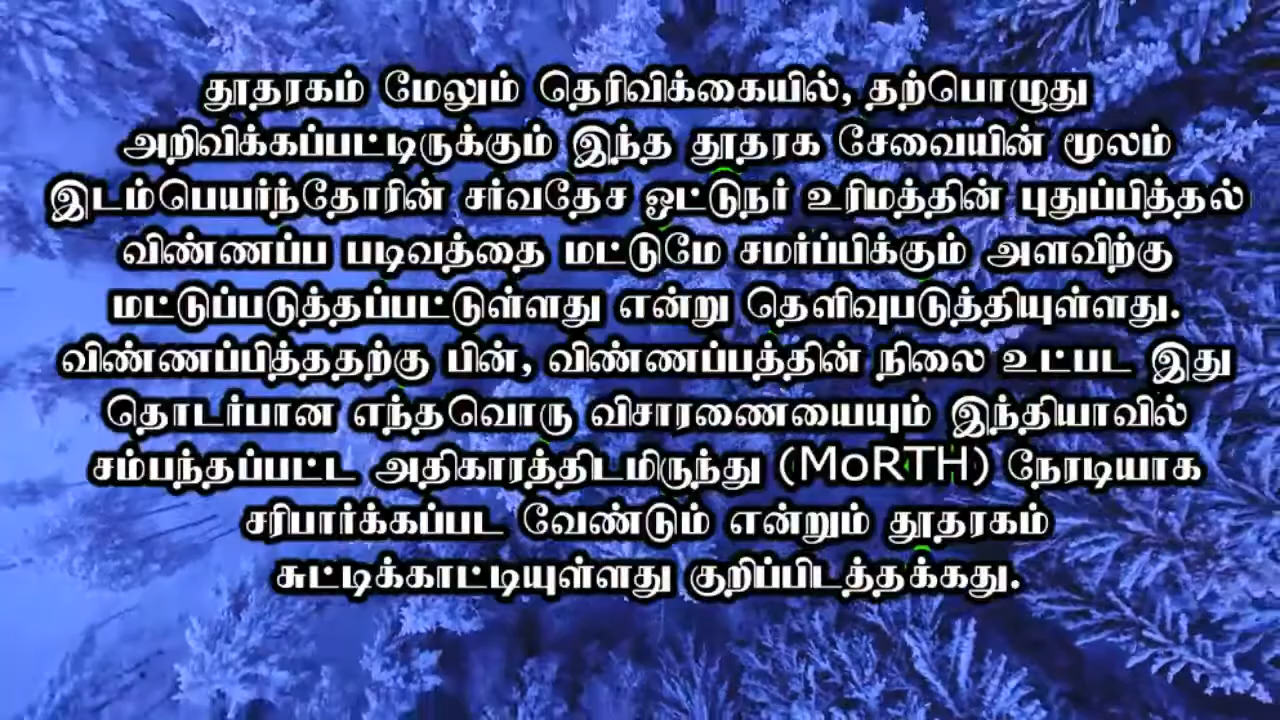 தூதரகம் மேலும் தெரிவிக்கையில், தற்பொழுது
அறிவிக்கப்பட்டிருக்கும் இந்த தூதரக சேவையின் மூலம்
இடம்பெயர்ந்தோரின் சர்வதேச ஓட்டுநர் உரிமத்தின் புதுப்பித்தல்
விண்ணப்ப படிவத்தை மட்டுமே சமர்ப்பிக்கும் அளவிற்கு
மட்டுப்படுத்தப்பட்டுள்ளது என்று தெளிவுபடுத்தியுள்ளது.
விண்ணப்பித்ததற்கு பின், விண்ணப்பத்தின் நிலை உட்பட இது
தொடர்பான எந்தவொரு விசாரணையையும் இந்தியாவில்
சம்பந்தப்பட்ட அதிகாரத்திடமிருந்து (MoRTH) நேரடியாக
சரிபார்க்கப்பட வேண்டும் என்றும் தூதரகம்
சுட்டிக்காட்டியுள்ளது குறிப்பிடத்தக்கது.